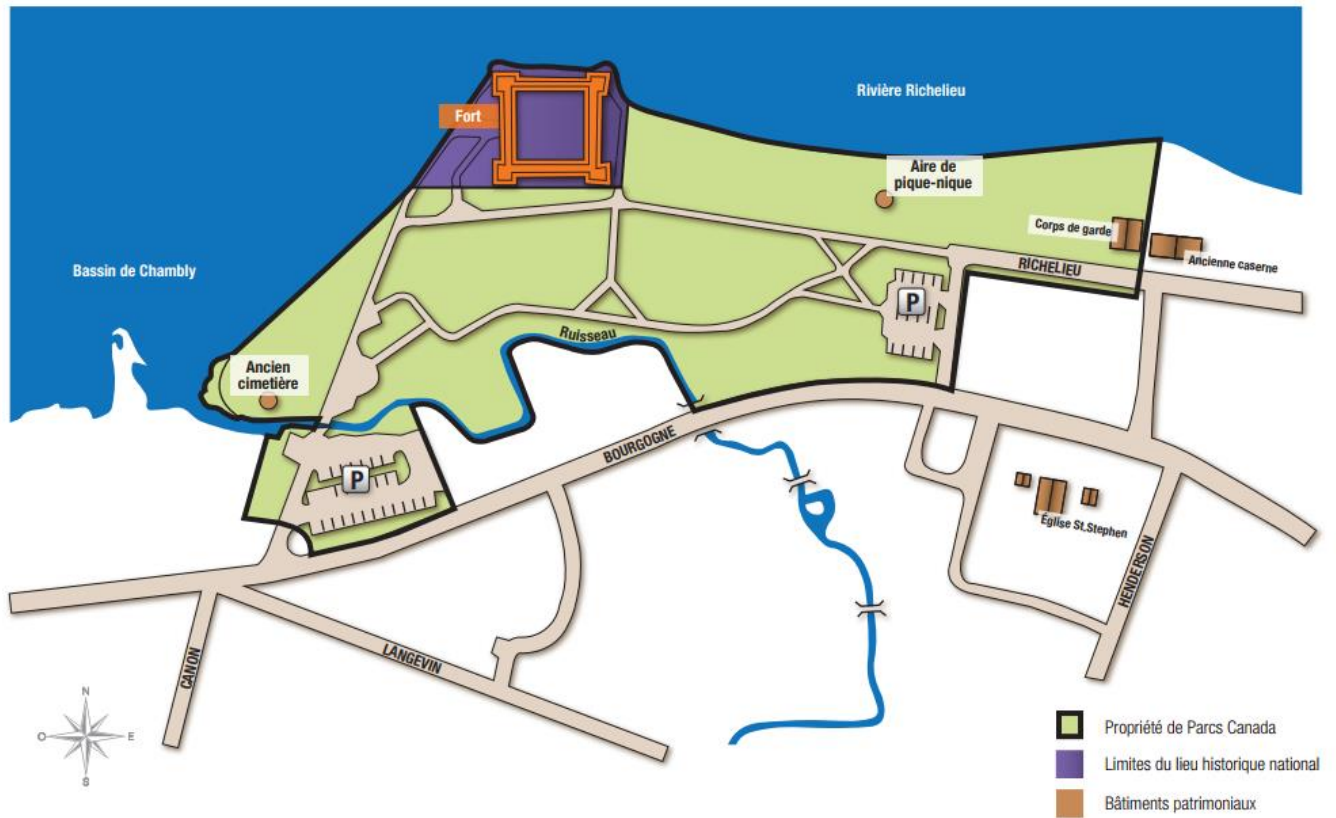 Rivière Richelieu
Fort
Aire de
pique-nique
Corps de garde
Ancienne caserne
RICHELIEU
Bassin de Chambly
P
Ruisseau
Ancien
cimetière
BOURGOGNE
P
Église St.Stephen
HENDERSON
LANGEVIN
CANON
N
O
E
S
Propriété de Parcs Canada
Limites du lieu historique national
Bâtiments patrimoniaux